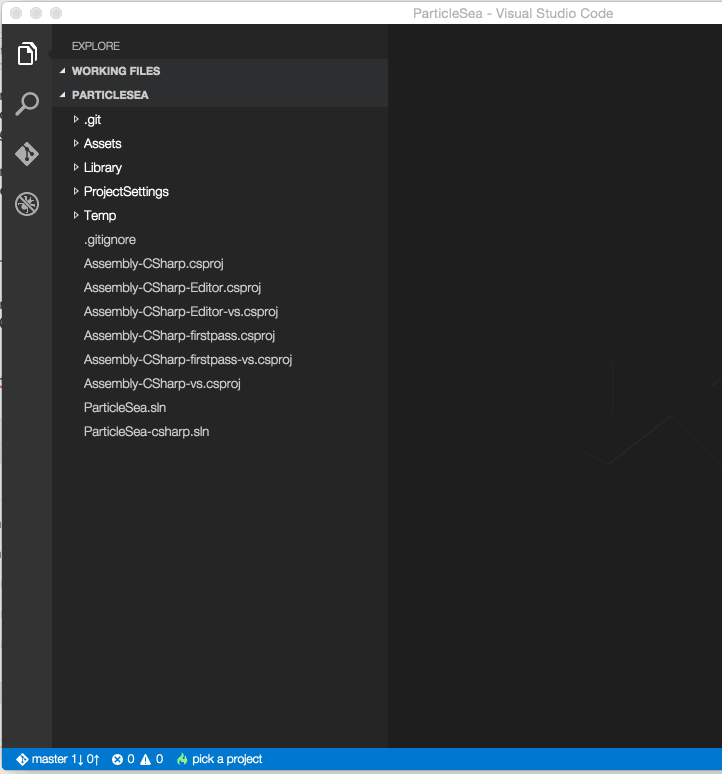 ParticleSea - Visual Studio Code
EXPLORE
WORKING FILES
PARTICLESEA
.git
Assets
Library
ProjectSettings
Temp
.gitignore
Assembly-CSharp.csproj
Assembly-CSharp-Editor.csproj
Assembly-CSharp-Editor-vs.csproj
Assembly-CSharp-firstpass.csproj
Assembly-CSharp-firstpass-vs.csproj
Assembly-CSharp-vs.csproj
ParticleSea.sln
ParticleSea-csharp.sln
master 1↓ 0↑ 0 0 pick a project